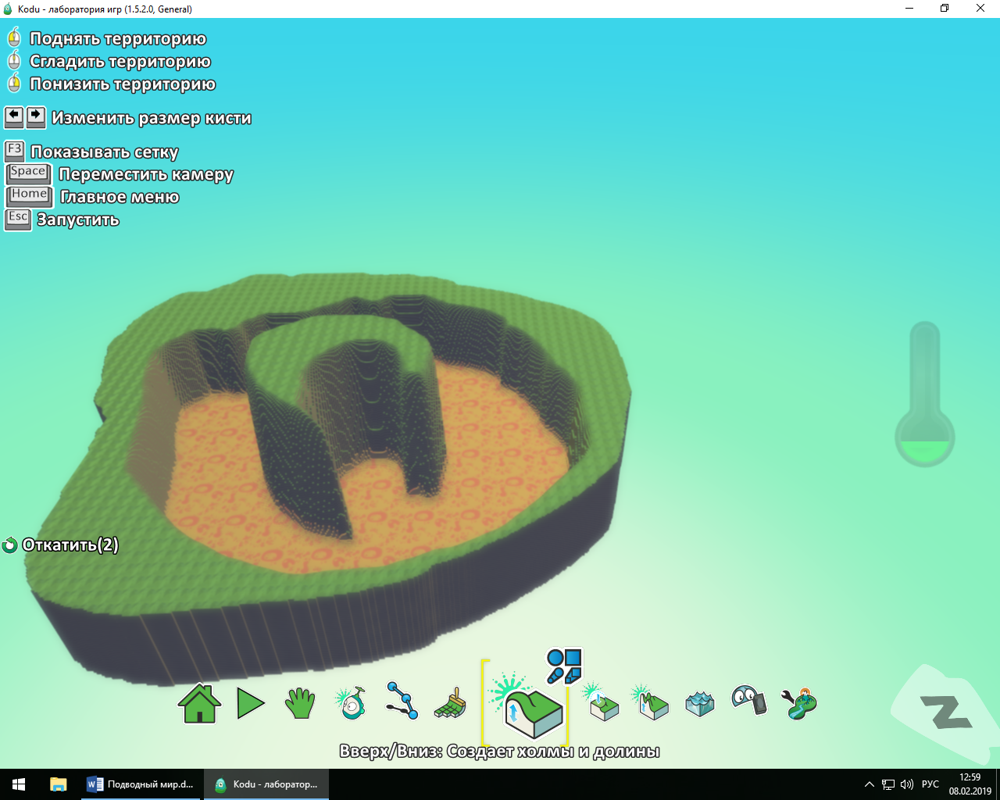 Kodu - лаборатория игр (1.5.2.0, General)
Поднять территорию
Сгладить территорию
Понизить территорию
Изменить размер кисти
F3 Показывать сетку
Space Переместить камеру
Home Главное меню
Esc Запустить
Откатить(2)
Z
Вверх/Вниз: Создает холмы и долины
Подводный мир.d...
Kodu - лаборатор...
РУС
12:59
08.02.2019